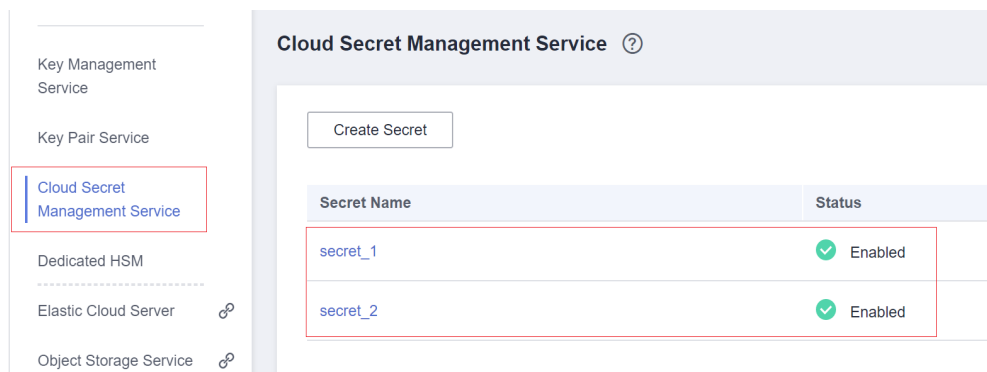 Key Management
Service
Key Pair Service
Cloud Secret
Management Service
Dedicated HSM
Elastic Cloud Server
Object Storage Service
Cloud Secret Management Service ?
Create Secret
Secret Name Status
secret_1 Enabled
secret_2 Enabled